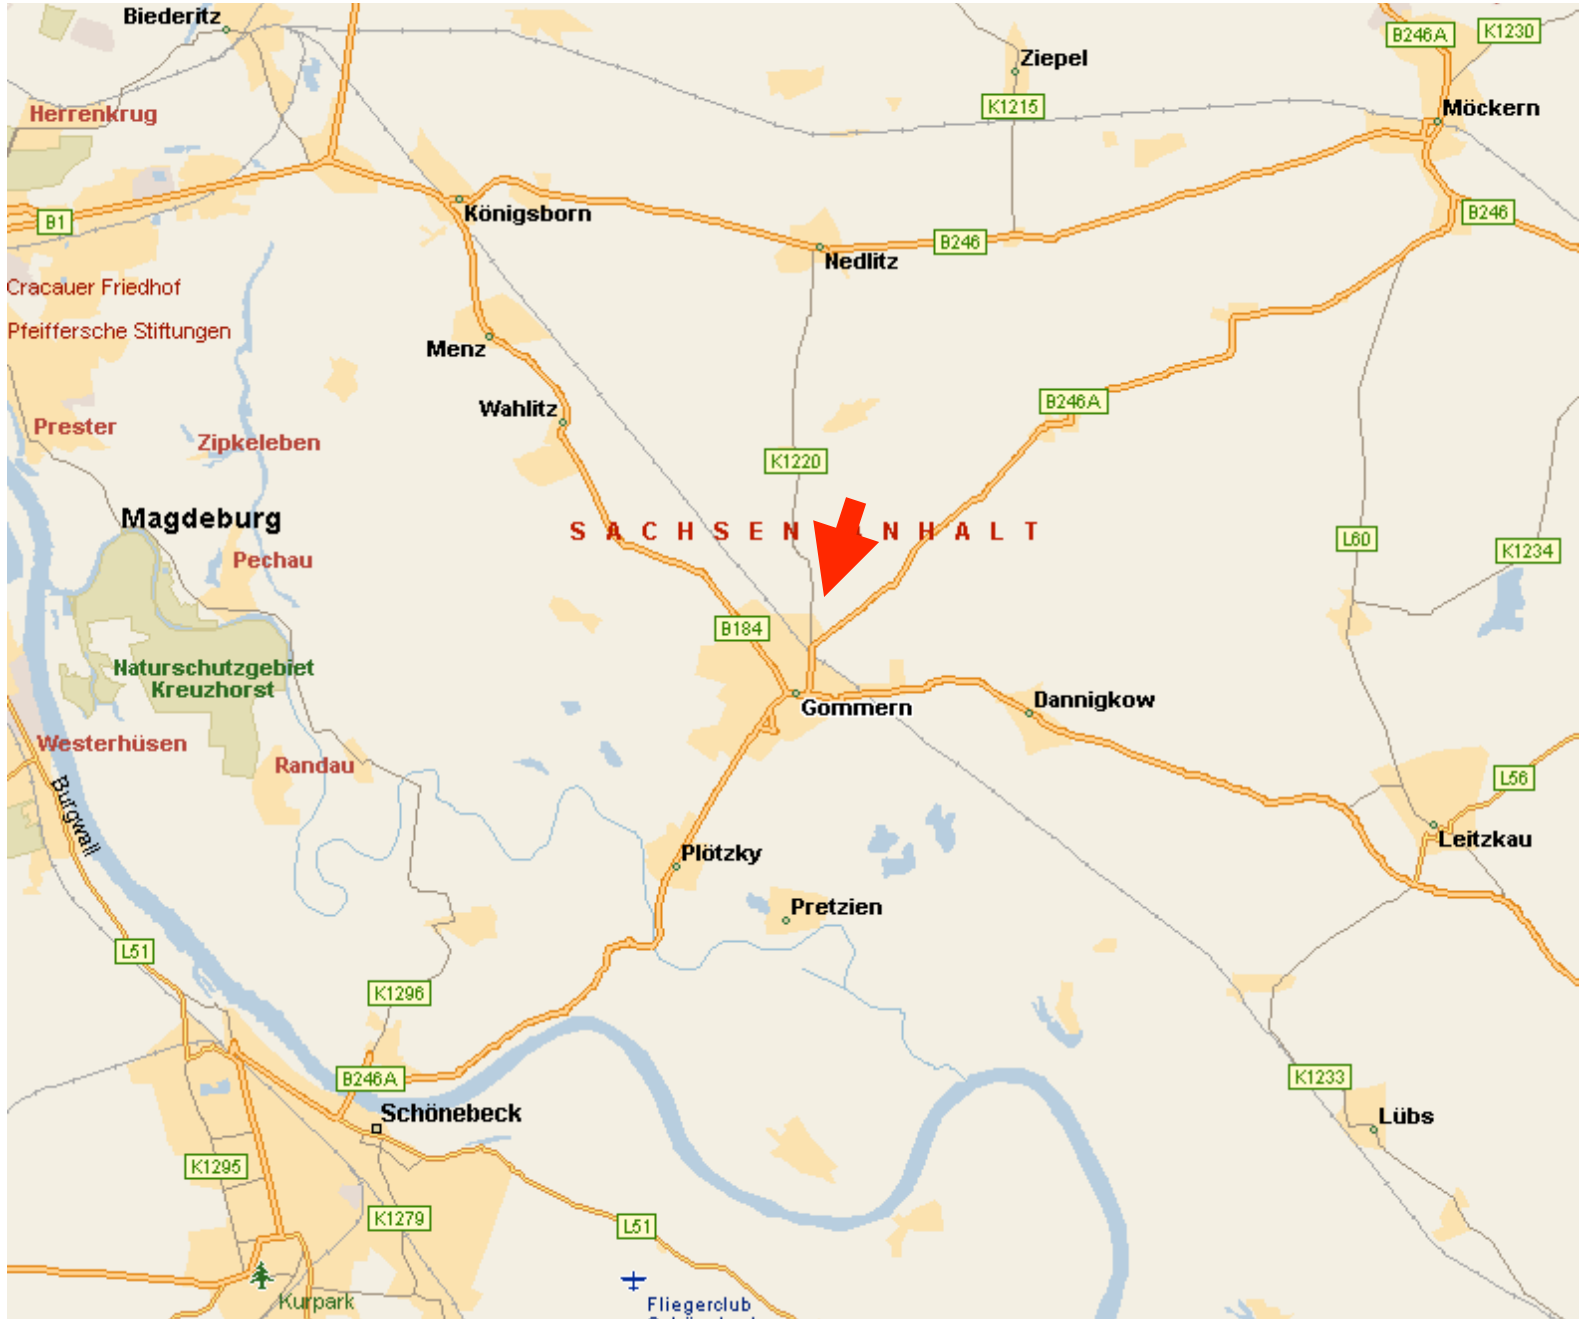 Biederitz
B246A
K1230
Ziepel
K1215
Möckern
Herrenkrug
Königsborn
B1
B246
B246
Nedlitz
Cracauer Friedhof
Pfeiffersche Stiftungen
Menz
Wahlitz
B246A
Prester
Zipkeleben
K1220
Magdeburg
SACHSEN NHALT
L60
K1234
Pechau
B184
Naturschutzgebiet
Kreuzhorst
Gommern
Dannigkow
Westerhüsen
Randau
L56
Burgwall
Leitzkau
Plötzky
Pretzien
L51
K1296
B246A
K1233
Schönebeck
Lübs
K1295
K1279
L51
Kurpark
Fliegerclub